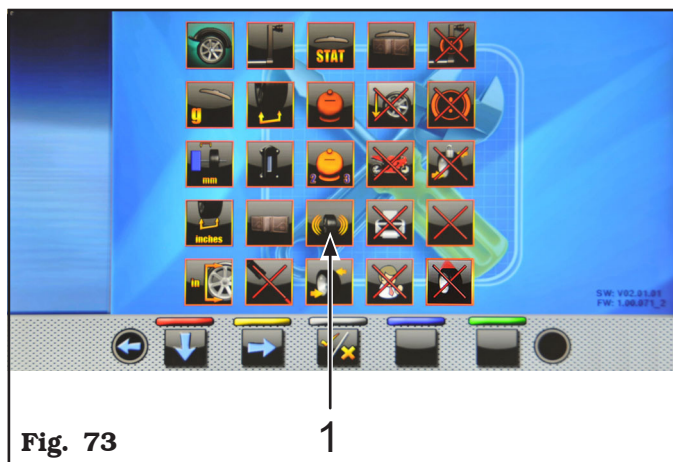 STAT
g
mm
2 3
inches
in
SW: V02.01.01
FW: 1.00.071_2
Fig. 73
1